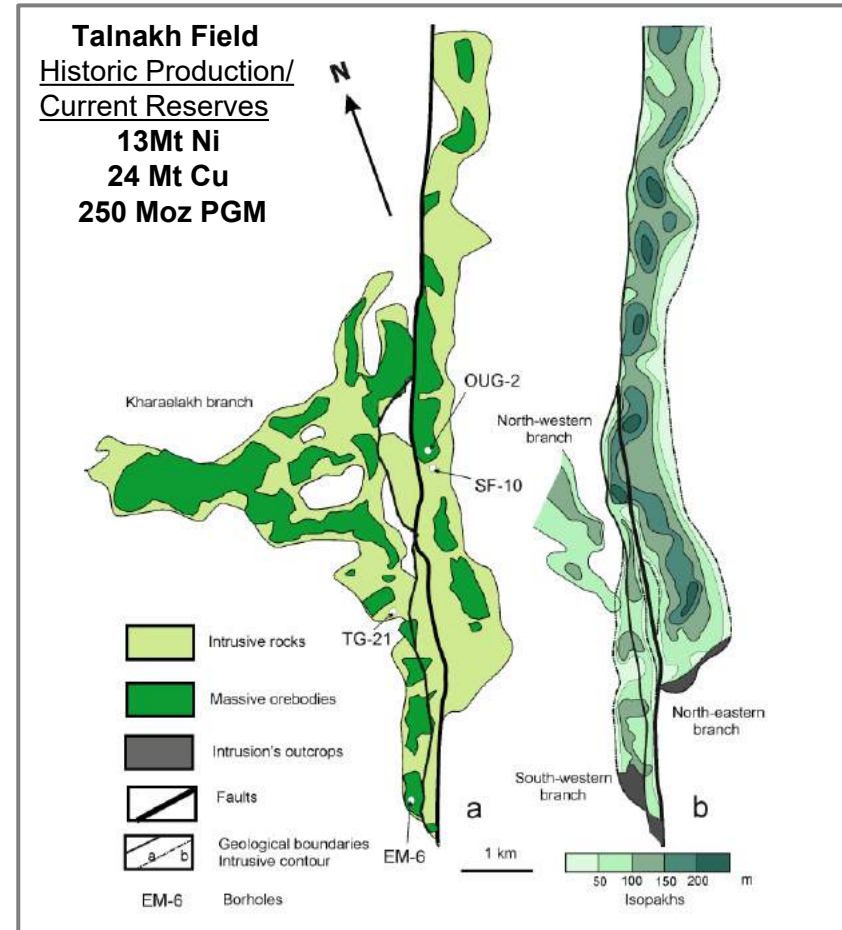 Talnakh Field
Historic Production/
Current Reserves
13Mt Ni
24 Mt Cu
250 Moz PGM
N
OUG-2
Kharaelakh branch
SF-10
North-western
branch
TG-21
Intrusive rocks
Massive orebodies
Intrusion's outcrops
Faults
a b
Geological boundaries
Intrusive contour
EM-6 Borholes
EM-6
a
1 km
North-eastern
branch
South-western
branch
b
50 100 150 200 m
Isopakhs